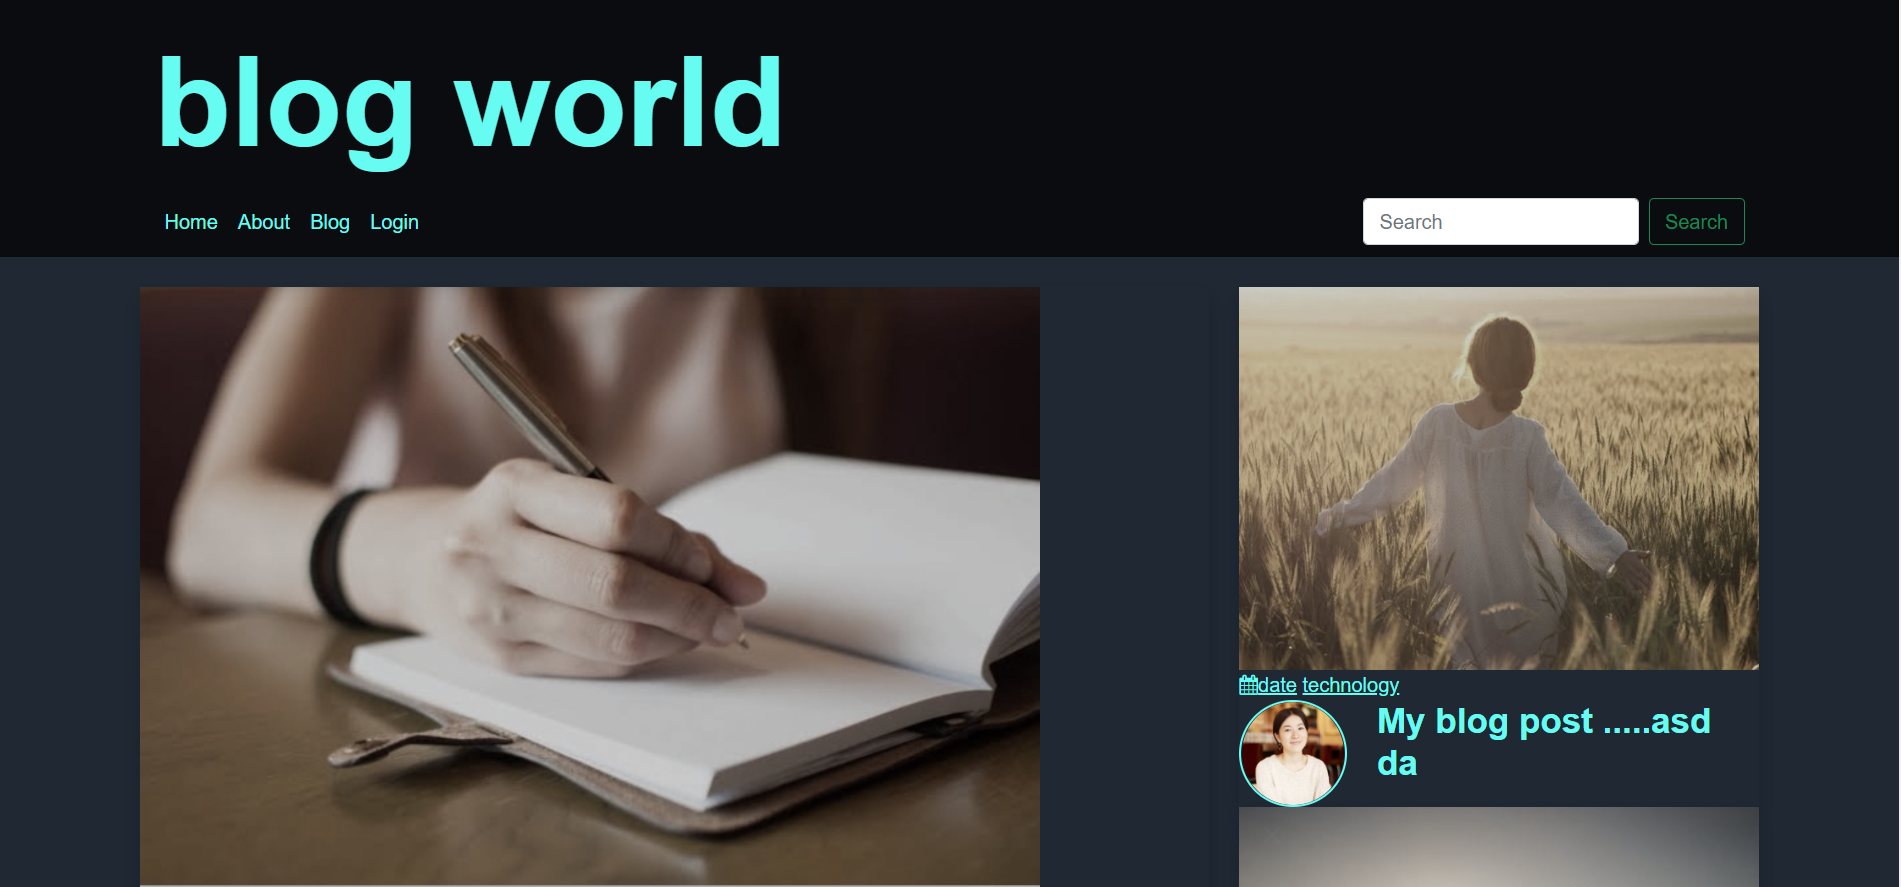 blog world
Home About Blog Login
Search Search
date technology
My blog post .....asd
da